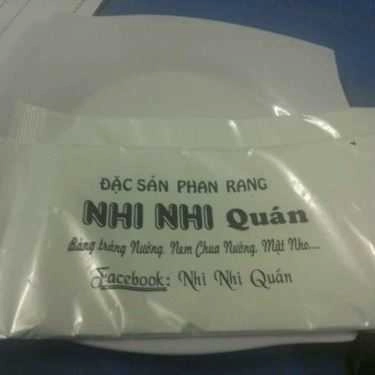 ĐẶC SẢN PHAN RANG
NHI NHI Quán
Bánh tráng Nướng, Nem Chua Nướng, Mật Nho...
Facebook: Nhi Nhi Quán